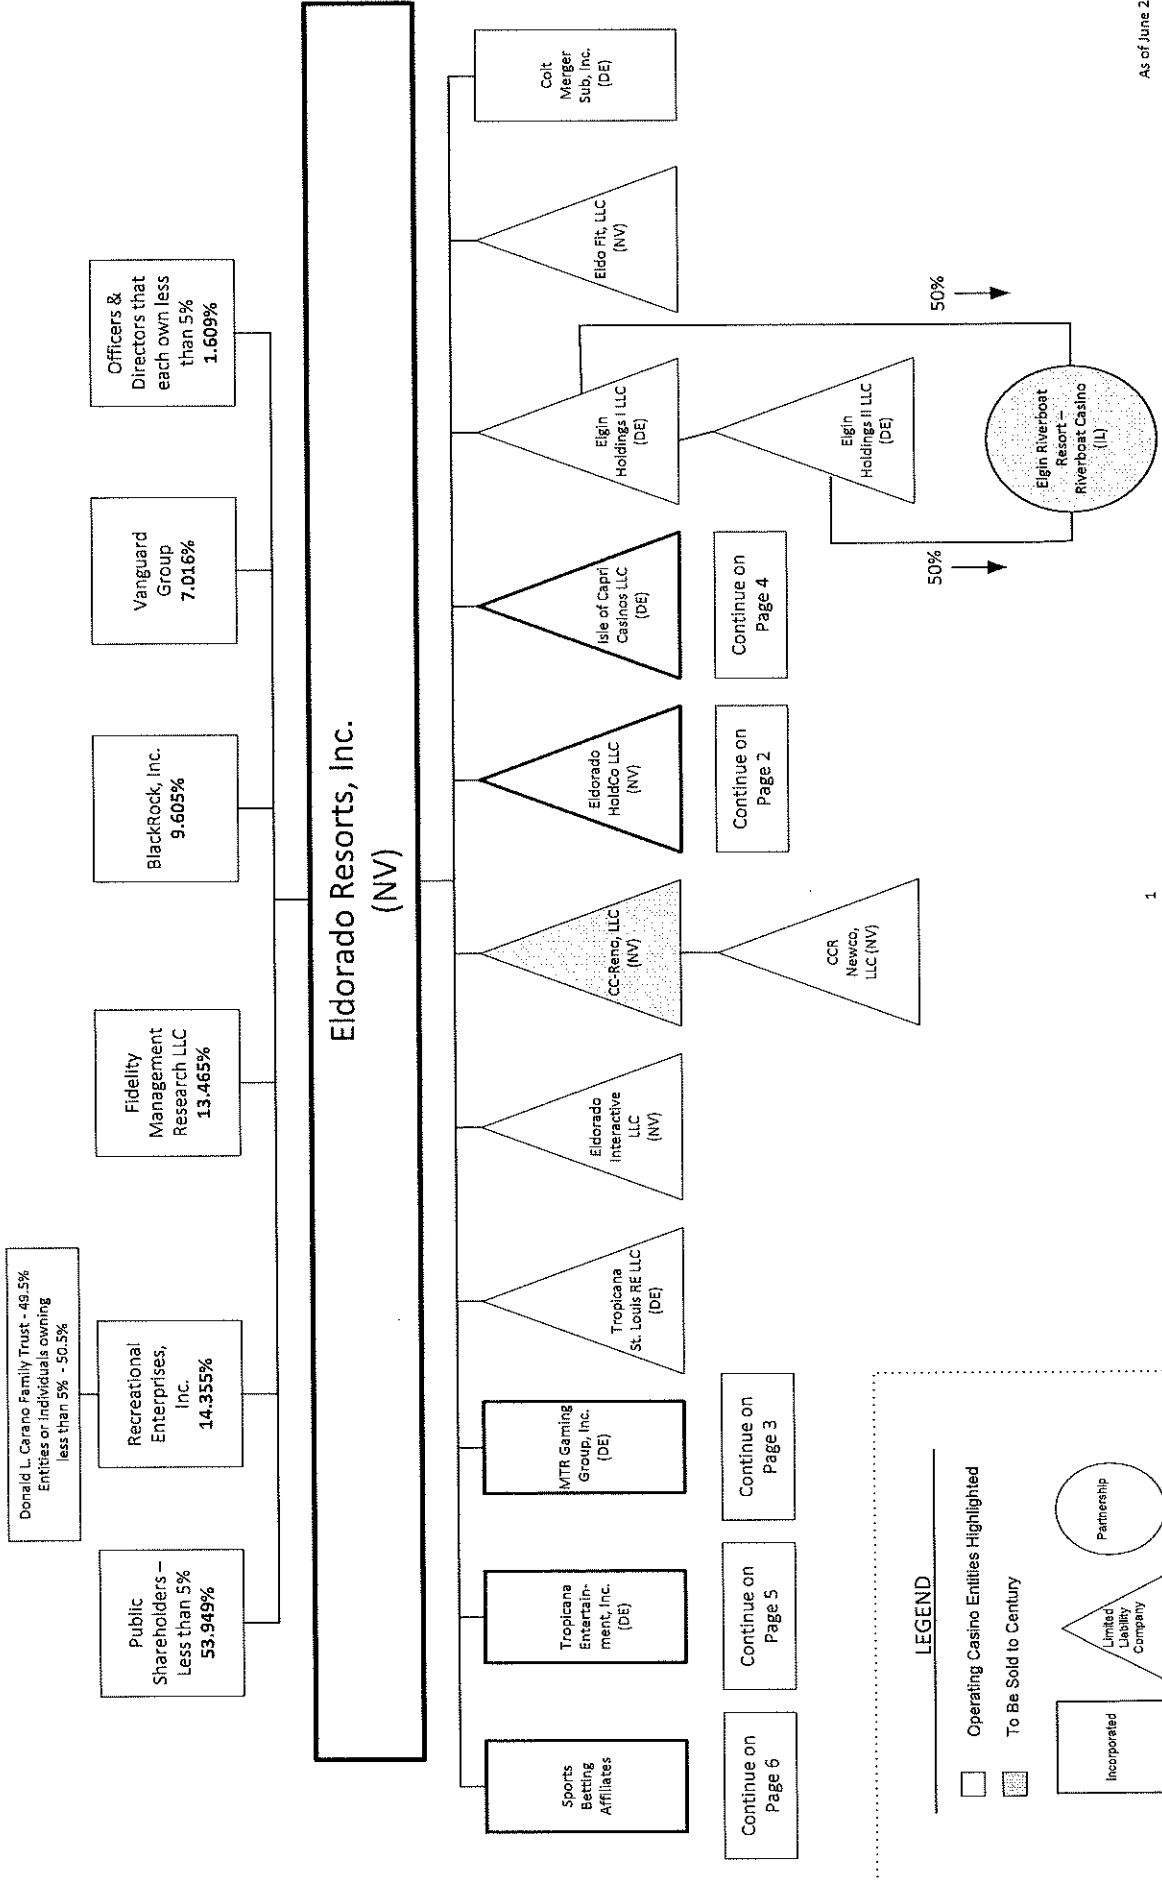 Donald L. Carano Family Trust - 49.5%
Entities or individuals owning
less than 5% - 50.5%
Public
Shareholders –
Less than 5%
53.949%
Recreational
Enterprises,
Inc.
14.355%
Fidelity
Management
Research LLC
13.465%
BlackRock, Inc.
9.605%
Vanguard
Group
7.016%
Officers &
Directors that
each own less
than 5%
1.609%
Eldorado Resorts, Inc.
(NV)
Sports
Betting
Affiliates
Tropicana
Entertain-
ment, Inc.
(DE)
MTR Gaming
Group, Inc.
(DE)
Tropicana
St. Louis RE LLC
(DE)
Eldorado
Interactive
LLC
(NV)
CC-Reno, LLC
(NV)
Eldorado
HoldCo LLC
(NV)
Isle of Capri
Casinos LLC
(DE)
Elgin
Holdings I LLC
(DE)
Eldo Fit, LLC
(NV)
Colt
Merger
Sub, Inc.
(DE)
Continue on
Page 6
Continue on
Page 5
Continue on
Page 3
CCR
Newco,
LLC (NV)
Continue on
Page 2
Continue on
Page 4
Elgin
Holdings II LLC
(DE)
50%
50%
Elgin Riverboat
Resort –
Riverboat Casino
(IL)
LEGEND
Operating Casino Entities Highlighted
To Be Sold to Century
Incorporated
Limited
Liability
Company
Partnership
1
As of June 2